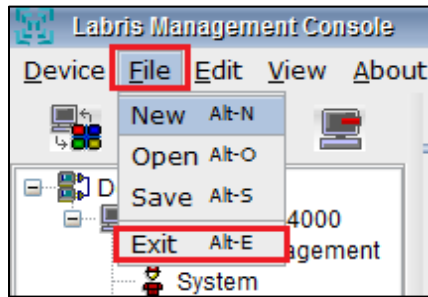 Labris Management Console
Device File Edit View About
New Alt-N
Open Alt-O
Save Alt-S
D
4000
Exit Alt-E
agement
System